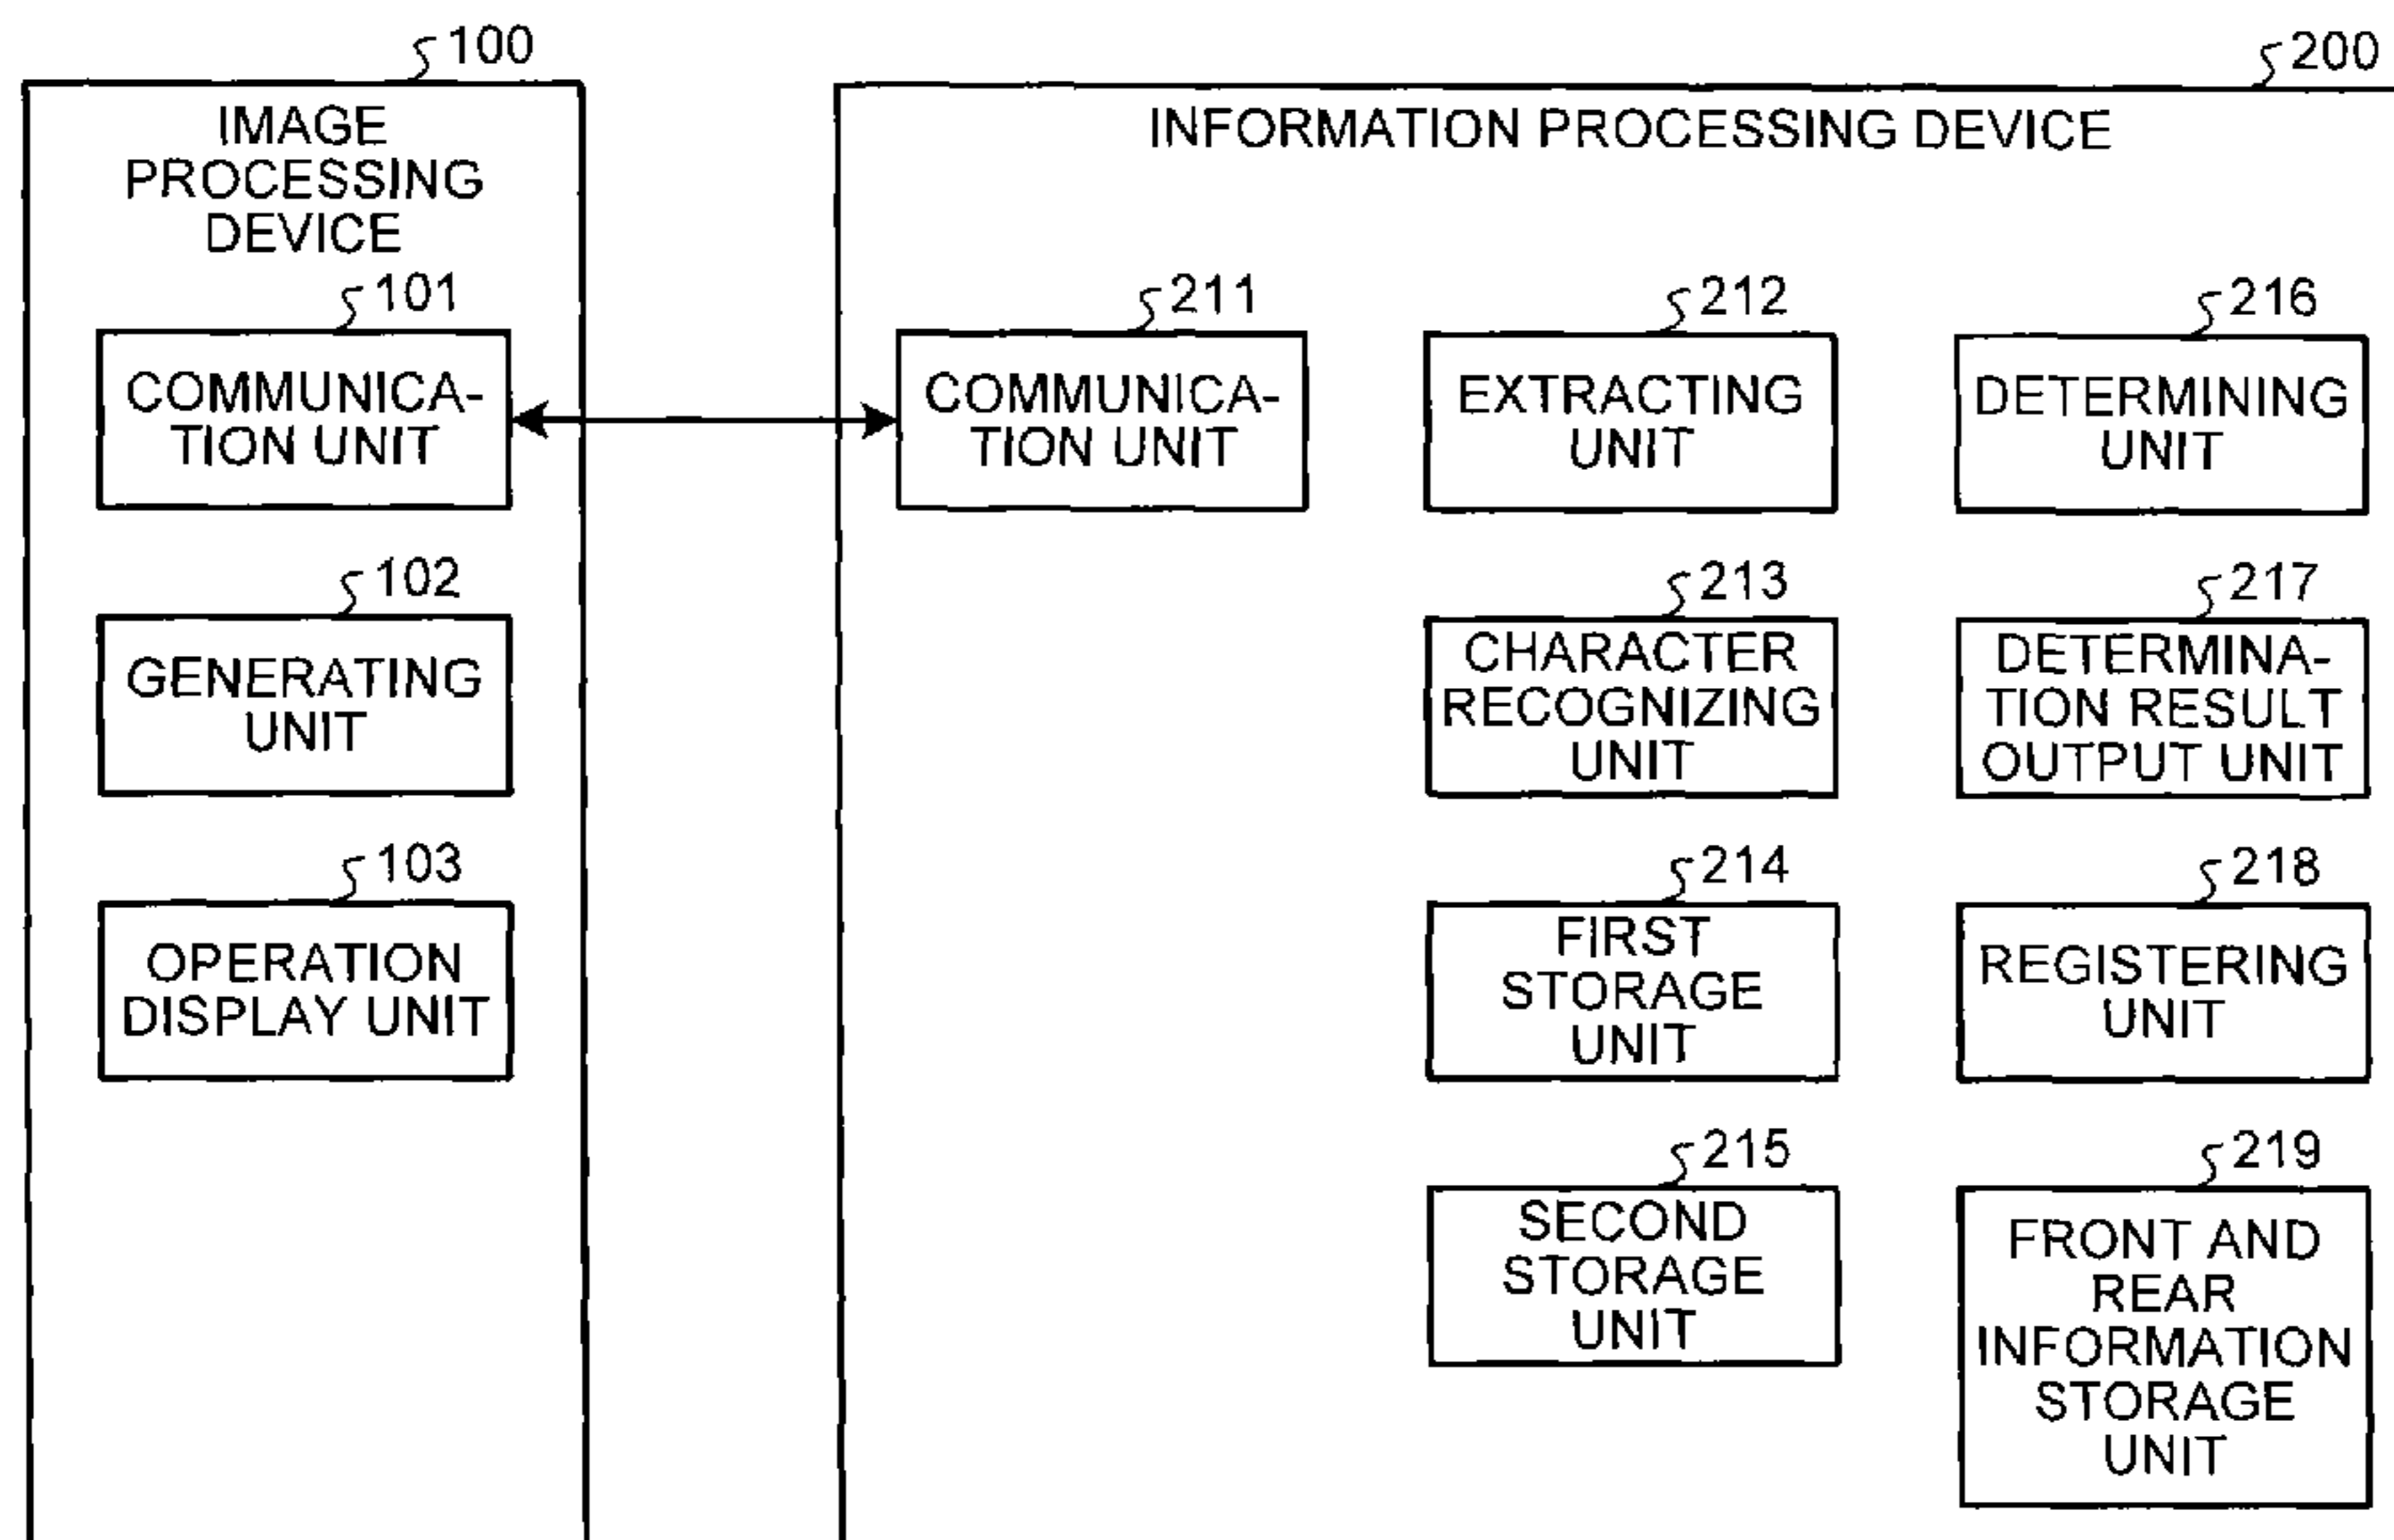 100
IMAGE
PROCESSING
DEVICE
101
COMMUNICA-
TION UNIT
102
GENERATING
UNIT
103
OPERATION
DISPLAY UNIT
200
INFORMATION PROCESSING DEVICE
211
COMMUNICA-
TION UNIT
212
EXTRACTING
UNIT
213
CHARACTER
RECOGNIZING
UNIT
214
FIRST
STORAGE
UNIT
215
SECOND
STORAGE
UNIT
216
DETERMINING
UNIT
217
DETERMINA-
TION RESULT
OUTPUT UNIT
218
REGISTERING
UNIT
219
FRONT AND
REAR
INFORMATION
STORAGE
UNIT